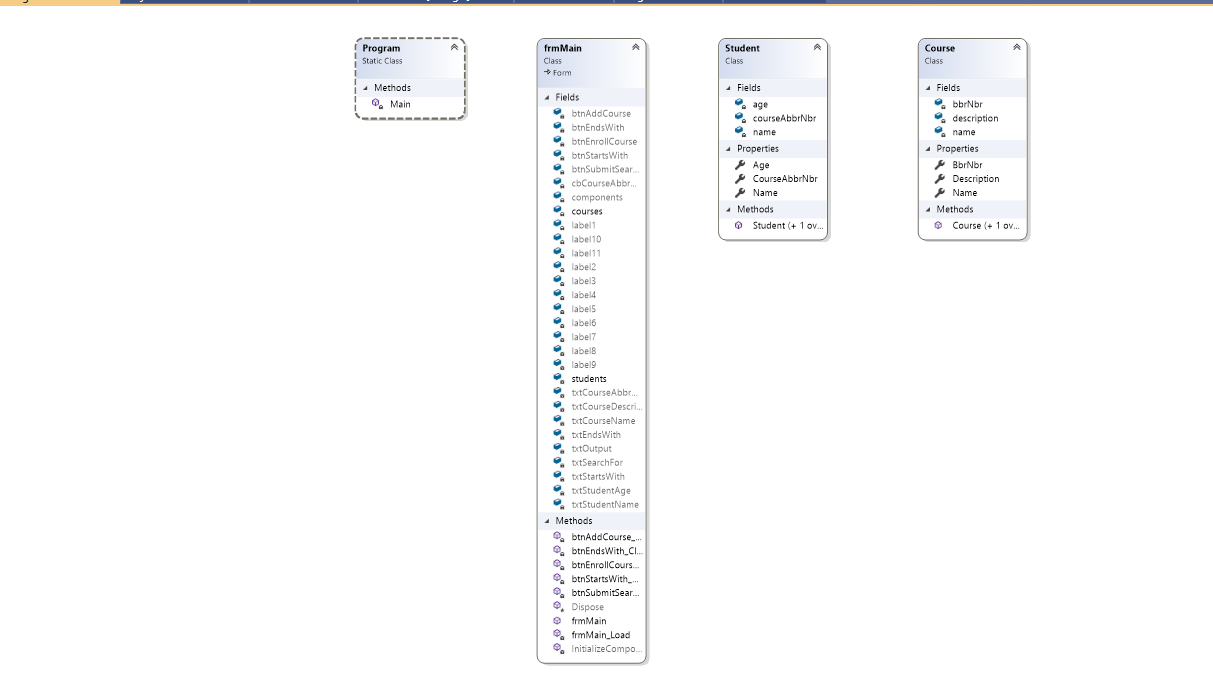 Program
Static Class
Methods
Main
frmMain
Class
Form
Fields
btnAddCourse
btnEndsWith
btnEnrollCourse
btnStartsWith
btnSubmitSear...
cbCourseAbbr...
components
courses
label1
label10
label11
label2
label3
label4
label5
label6
label7
label8
label9
students
txtCourseAbbr...
txtCourseDescri...
txtCourseName
txtEndsWith
txtOutput
txtSearchFor
txtStartsWith
txtStudentAge
txtStudentName
Methods
btnAddCourse_...
btnEndsWith_Cl...
btnEnrollCours...
btnStartsWith_...
btnSubmitSear...
Dispose
frmMain
frmMain_Load
InitializeCompo...
Student
Class
Fields
age
courseAbbrNbr
name
Properties
Age
CourseAbbrNbr
Name
Methods
Student (+ 1 ov...
Course
Class
Fields
bbrNbr
description
name
Properties
BbrNbr
Description
Name
Methods
Course (+ 1 ov...